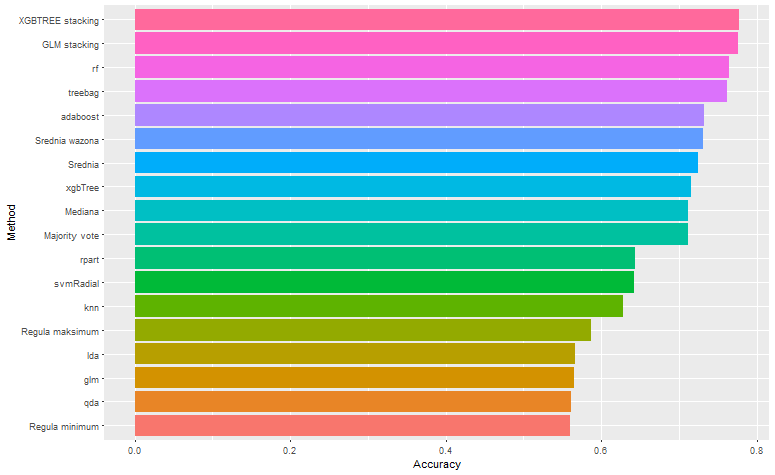 XGBTREE stacking
GLM stacking
rf
treebag
adaboost
Srednia wazona
Srednia
xgbTree
Mediana
Majority vote
rpart
svmRadial
knn
Regula maksimum
lda
glm
qda
Regula minimum
Method
0.0 0.2 0.4 0.6 0.8
Accuracy